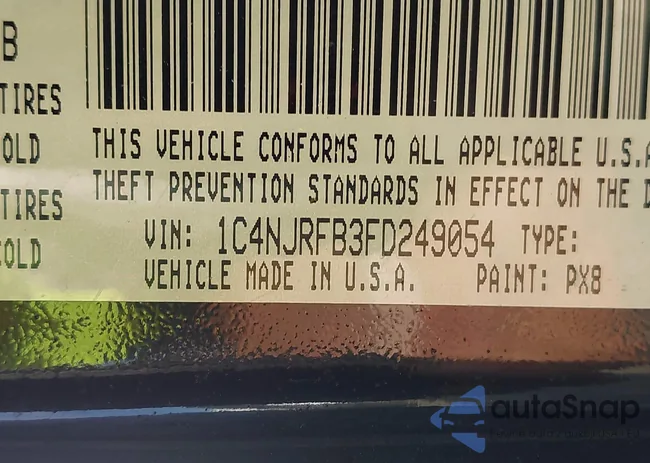 B
TIRES
OLD
TIRES
COLD
THIS VEHICLE CONFORMS TO ALL APPLICABLE U.S.A
THEFT PREVENTION STANDARDS IN EFFECT ON THE D
VIN: 1C4NJRFB3FD249054 TYPE:
VEHICLE MADE IN U.S.A. PAINT: PX8
autoSnap